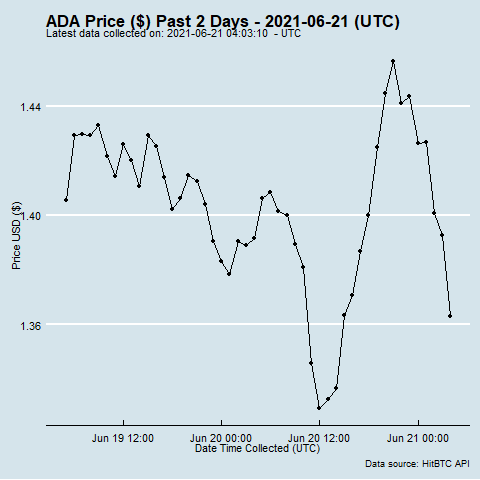 ADA Price ($) Past 2 Days - 2021-06-21 (UTC)
Latest data collected on: 2021-06-21 04:03:10  - UTC
1.44
1.40
1.36
Price USD ($)
Jun 19 12:00
Jun 20 00:00
Jun 20 12:00
Jun 21 00:00
Date Time Collected (UTC)
Data source: HitBTC API